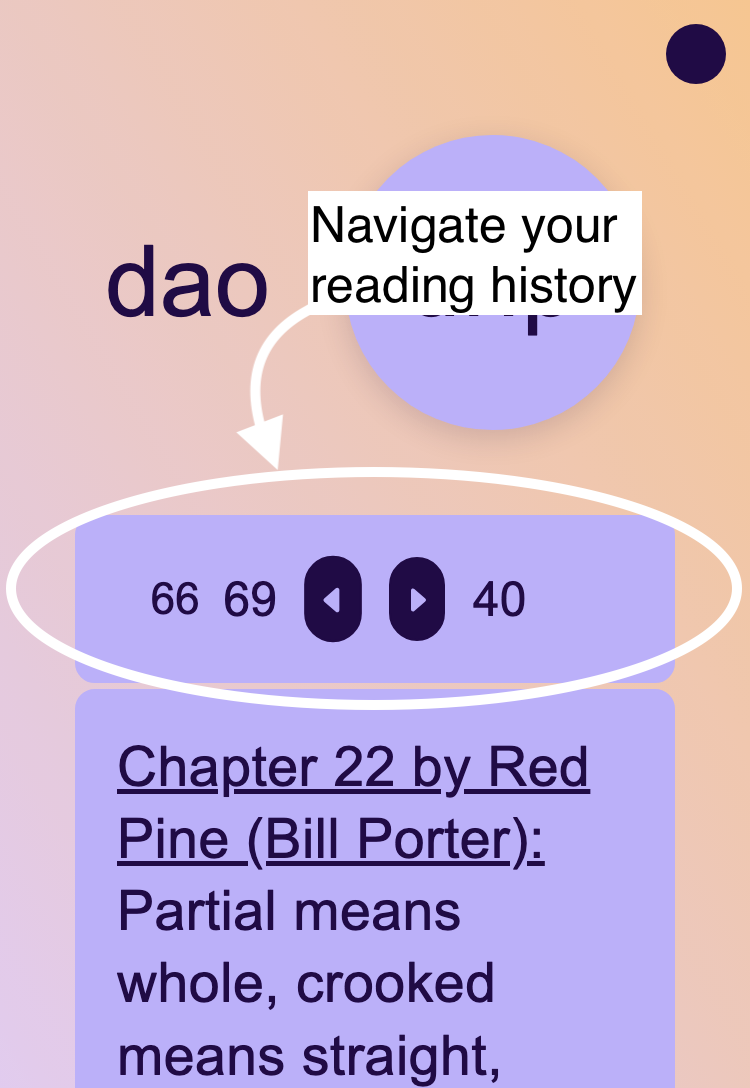 dao
Navigate your
reading history
66 69 40
Chapter 22 by Red
Pine (Bill Porter):
Partial means
whole, crooked
means straight,